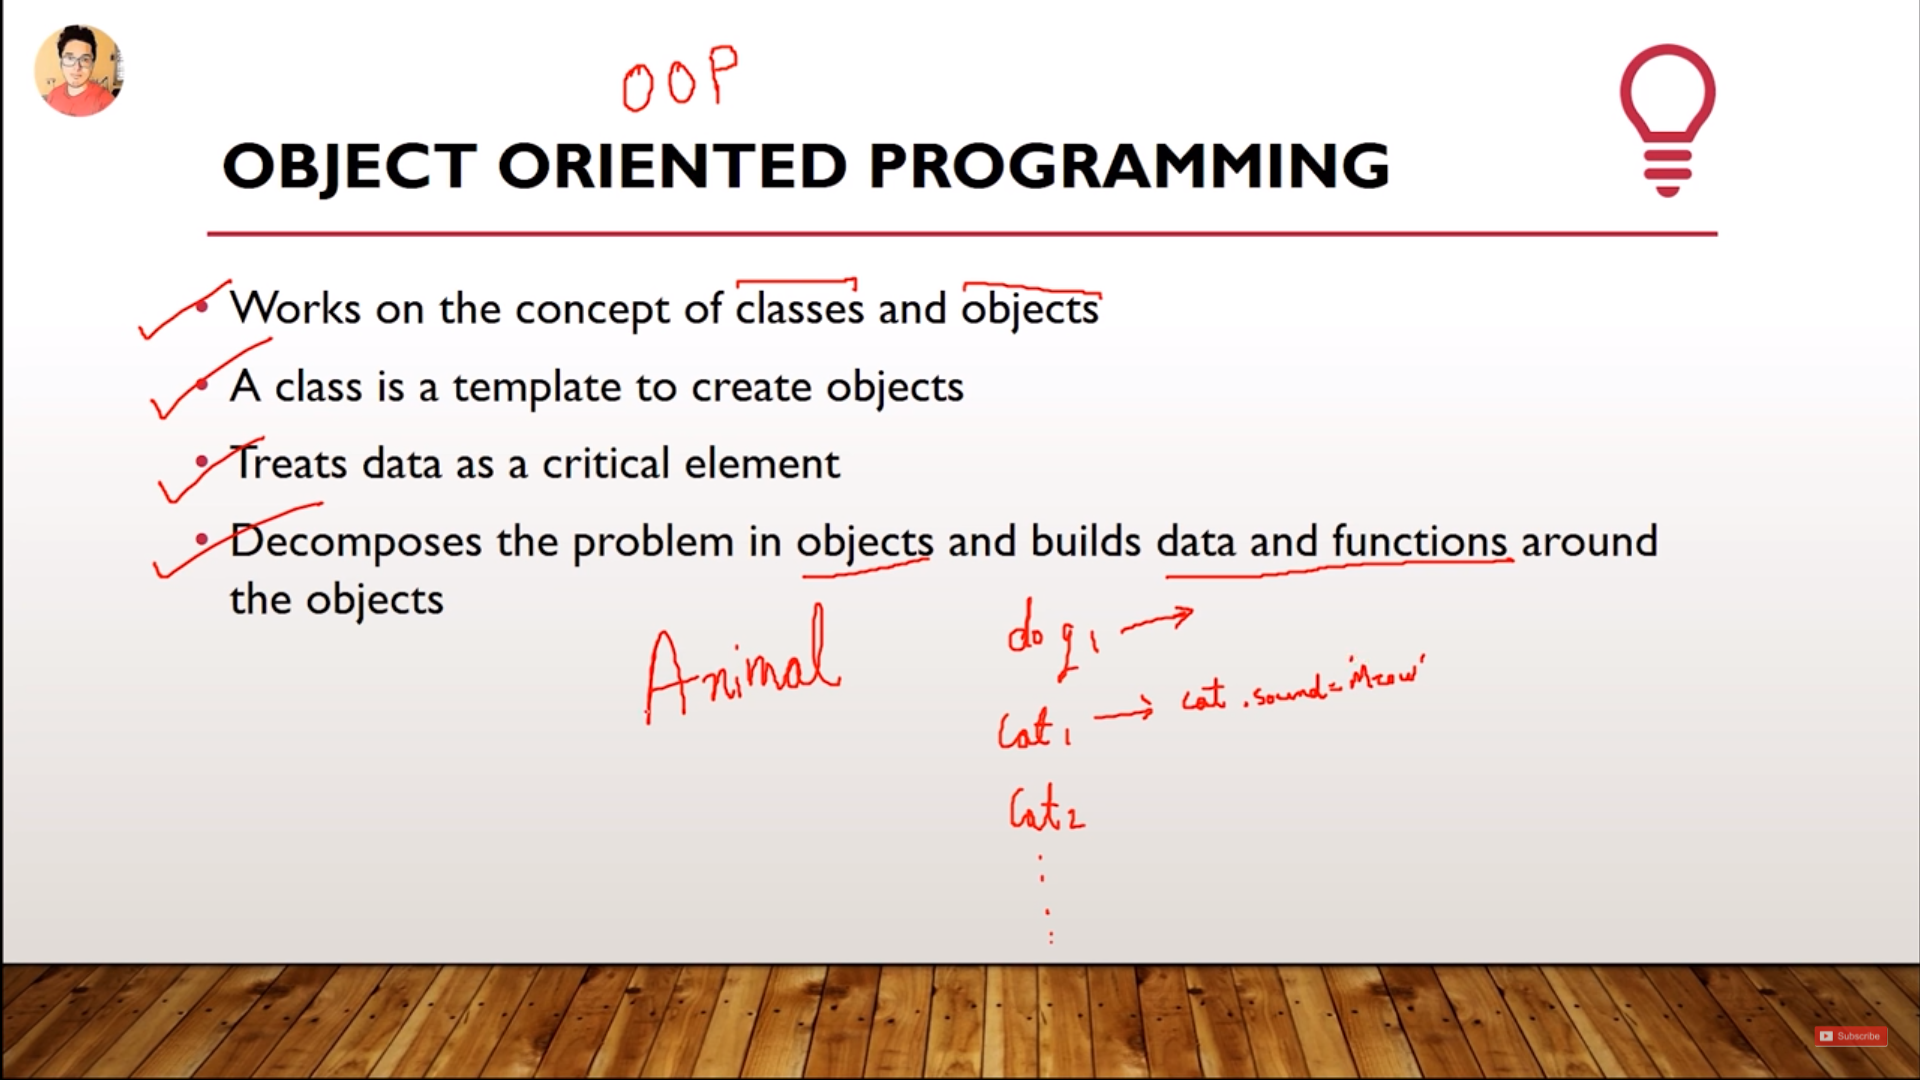 OOP
OBJECT ORIENTED PROGRAMMING
• Works on the concept of classes and objects
• A class is a template to create objects
• Treats data as a critical element
• Decomposes the problem in objects and builds data and functions around
the objects
Animal
dog1 →
cat1 → cat.sound='Meow'
Cat2
Subscribe